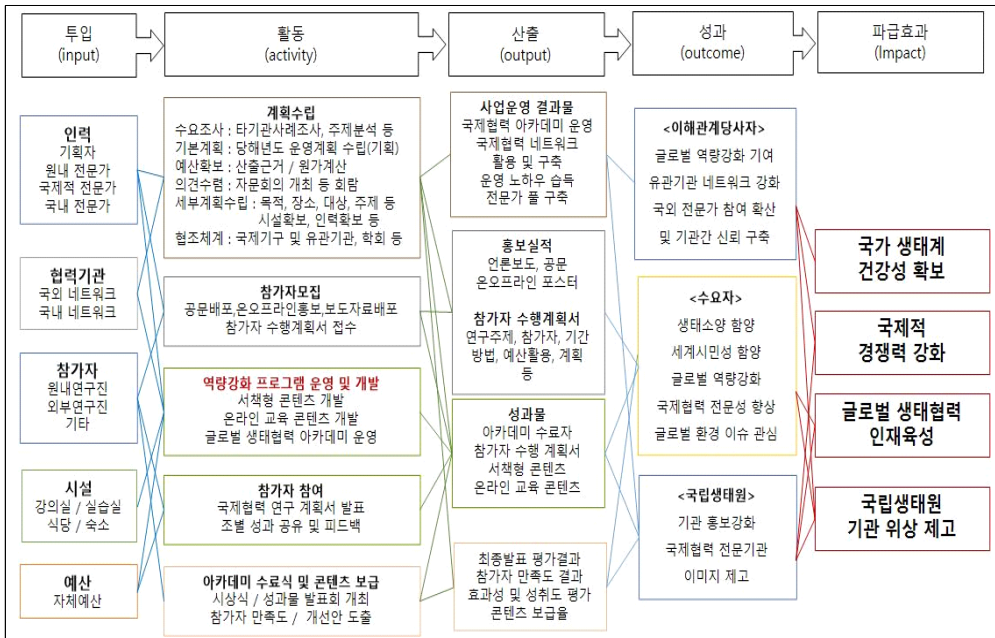 투입
(input)
활동
(activity)
산출
(output)
성과
(outcome)
파급효과
(Impact)
인력
기획자
원내 전문가
국제적 전문가
국내 전문가
협력기관
국외 네트워크
국내 네트워크
참가자
원내연구진
외부연구진
기타
시설
강의실 / 실습실
식당 / 숙소
예산
자체예산
계획수립
수요조사 : 타기관사례조사, 주제분석 등
기본계획 : 당해년도 운영계획 수립(기획)
예산확보 : 산출근거 / 원가계산
의견수렴 : 자문회의 개최 등 회람
세부계획수립 : 목적, 장소, 대상, 주제 등
시설확보, 인력확보 등
협조체계 : 국제기구 및 유관기관, 학회 등
참가자모집
공문배포,온오프라인홍보,보도자료배포
참가자 수행계획서 접수
역량강화 프로그램 운영 및 개발
서책형 콘텐츠 개발
온라인 교육 콘텐츠 개발
글로벌 생태협력 아카데미 운영
참가자 참여
국제협력 연구 계획서 발표
조별 성과 공유 및 피드백
아카데미 수료식 및 콘텐츠 보급
시상식 / 성과물 발표회 개최
참가자 만족도 / 개선안 도출
사업운영 결과물
국제협력 아카데미 운영
국제협력 네트워크
활용 및 구축
운영 노하우 습득
전문가 풀 구축
홍보실적
언론보도, 공문
온오프라인 포스터
참가자 수행계획서
연구주제, 참가자, 기간
방법, 예산활용, 계획
등
성과물
아카데미 수료자
참가자 수행 계획서
서책형 콘텐츠
온라인 교육 콘텐츠
최종발표 평가결과
참가자 만족도 결과
효과성 및 성취도 평가
콘텐츠 보급율
<이해관계당사자>
글로벌 역량강화 기여
유관기관 네트워크 강화
국외 전문가 참여 확산
및 기관간 신뢰 구축
<수요자>
생태소양 함양
세계시민성 함양
글로벌 역량강화
국제협력 전문성 향상
글로벌 환경 이슈 관심
<국립생태원>
기관 홍보강화
국제협력 전문기관
이미지 제고
국가 생태계
건강성 확보
국제적
경쟁력 강화
글로벌 생태협력
인재육성
국립생태원
기관 위상 제고